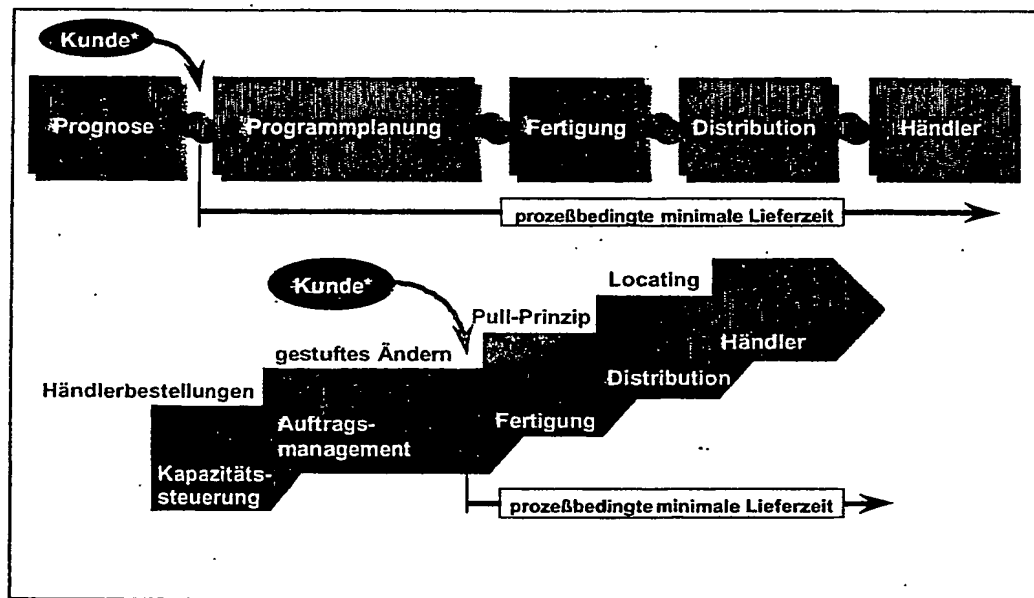 Kunde*
Prognose
Programmplanung
Fertigung
Distribution
Händler
prozeßbedingte minimale Lieferzeit
Kunde*
Locating
Pull-Prinzip
gestuftes Ändern
Händlerbestellungen
Händler
Distribution
Fertigung
Auftrags-
management
Kapazitäts-
steuerung
prozeßbedingte minimale Lieferzeit